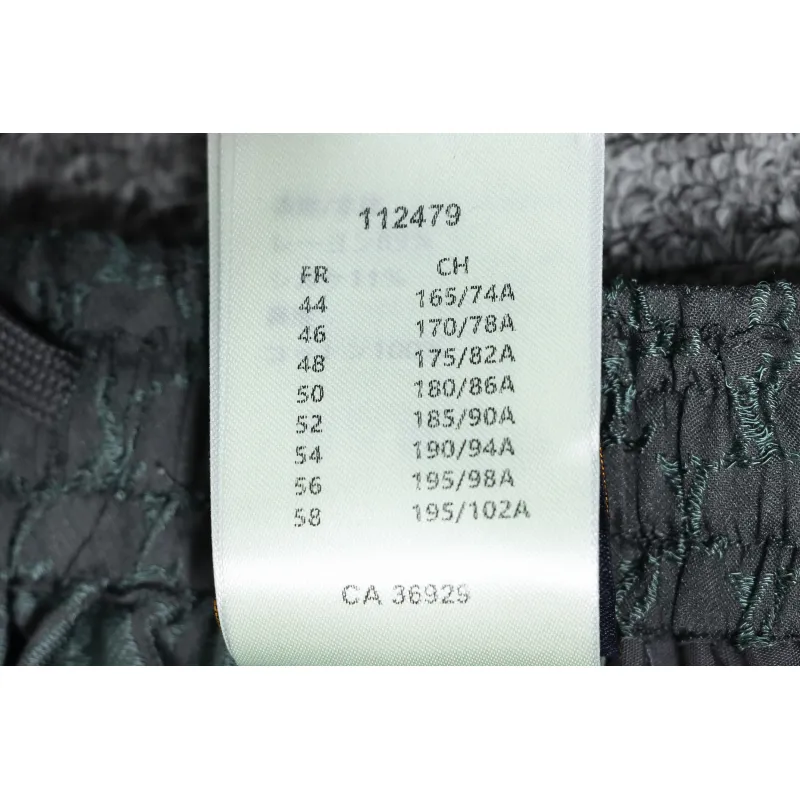 112479
FR CH
44 165/74A
46 170/78A
48 175/82A
50 180/86A
52 185/90A
54 190/94A
56 195/98A
58 195/102A
CA 36925